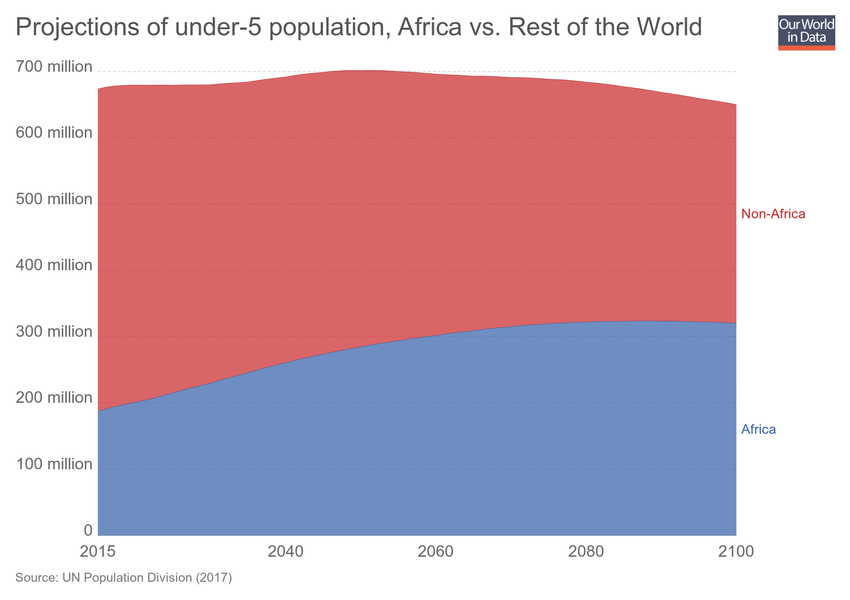 Projections of under-5 population, Africa vs. Rest of the World
Our World
in Data
700 million
600 million
500 million
400 million
300 million
200 million
100 million
0
Non-Africa
Africa
2015
2040
2060
2080
2100
Source: UN Population Division (2017)